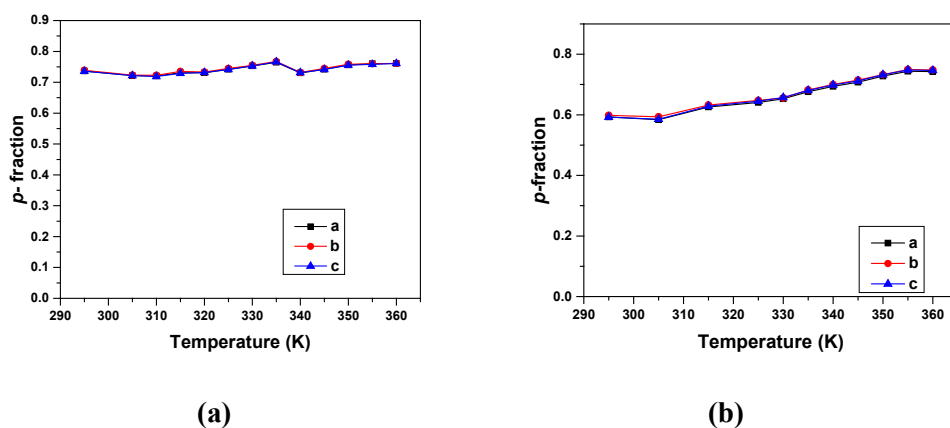 0.9
0.8
0.7
0.6
0.5
0.4
0.3
0.2
0.1
0.0
p- fraction
a
b
c
290 300 310 320 330 340 350 360
Temperature (K)
(a)
0.8
0.6
0.4
0.2
0.0
p-fraction
a
b
c
290 300 310 320 330 340 350 360
Temperature (K)
(b)